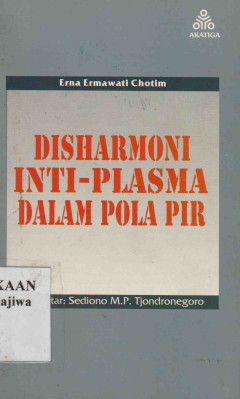 AKATIGA
Erna Ermawati Chotim
DISHARMONI
INTI-PLASMA
DALAM POLA PIR
KAAN
ajiwa
tar: Sediono M.P. Tjondronegoro